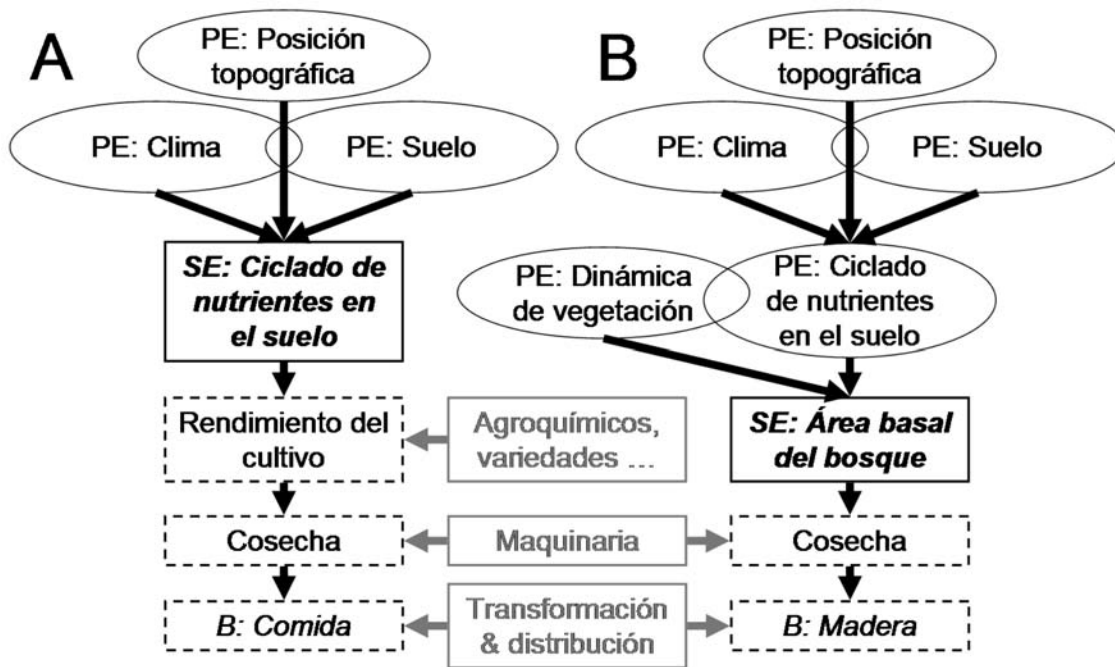 A
PE: Posición
topográfica
PE: Clima
PE: Suelo
SE: Ciclado de
nutrientes en
el suelo
Rendimiento del
cultivo
Cosecha
B: Comida
Agroquímicos,
variedades ...
Maquinaria
Transformación
& distribución
B
PE: Posición
topográfica
PE: Clima
PE: Suelo
PE: Dinámica
de vegetación
PE: Ciclado
de nutrientes
en el suelo
SE: Área basal
del bosque
Cosecha
B: Madera